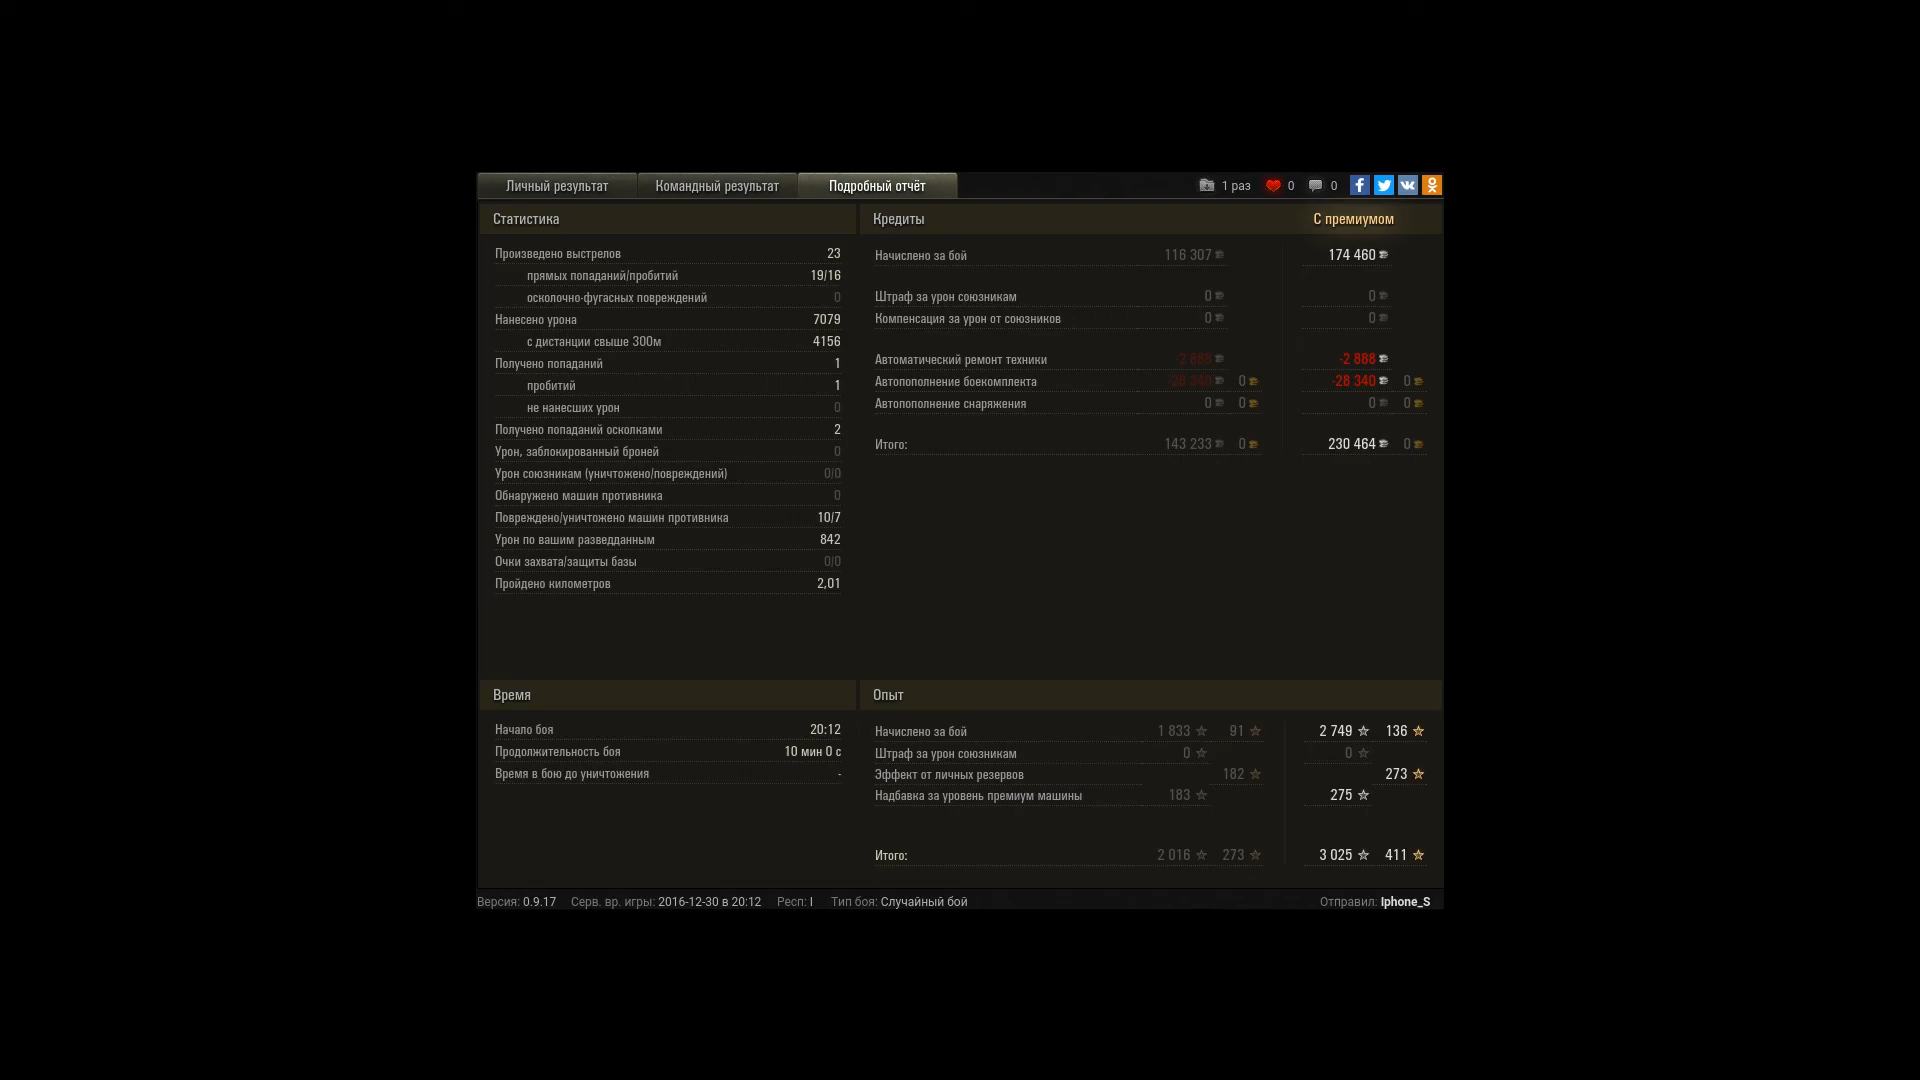 Личный результат Командный результат Подробный отчёт 1 раз 0 0
Статистика
Произведено выстрелов 23
прямых попаданий/пробитий 19/16
осколочно-фугасных повреждений 0
Нанесено урона 7079
с дистанции свыше 300м 4156
Получено попаданий 1
пробитий 1
не нанесших урон 0
Получено попаданий осколками 2
Урон, заблокированный броней 0
Урон союзникам (уничтожено/повреждений) 0/0
Обнаружено машин противника 0
Повреждено/уничтожено машин противника 10/7
Урон по вашим разведданным 842
Очки захвата/защиты базы 0/0
Пройдено километров 2,01
Кредиты С премиумом
Начислено за бой 116 307 174 460
Штраф за урон союзникам 0 0
Компенсация за урон от союзников 0 0
Автоматический ремонт техники -2 888 -2 888
Автопополнение боекомплекта -28 340 0 -28 340 0
Автопополнение снаряжения 0 0 0 0
Итого: 143 233 0 230 464 0
Время
Начало боя 20:12
Продолжительность боя 10 мин 0 с
Время в бою до уничтожения -
Опыт
Начислено за бой 1 833 91 2 749 136
Штраф за урон союзникам 0 0
Эффект от личных резервов 182 273
Надбавка за уровень премиум машины 183 275
Итого: 2 016 273 3 025 411
Версия: 0.9.17 Серв. вр. игры: 2016-12-30 в 20:12 Респ: I Тип боя: Случайный бой Отправил: Iphone_S